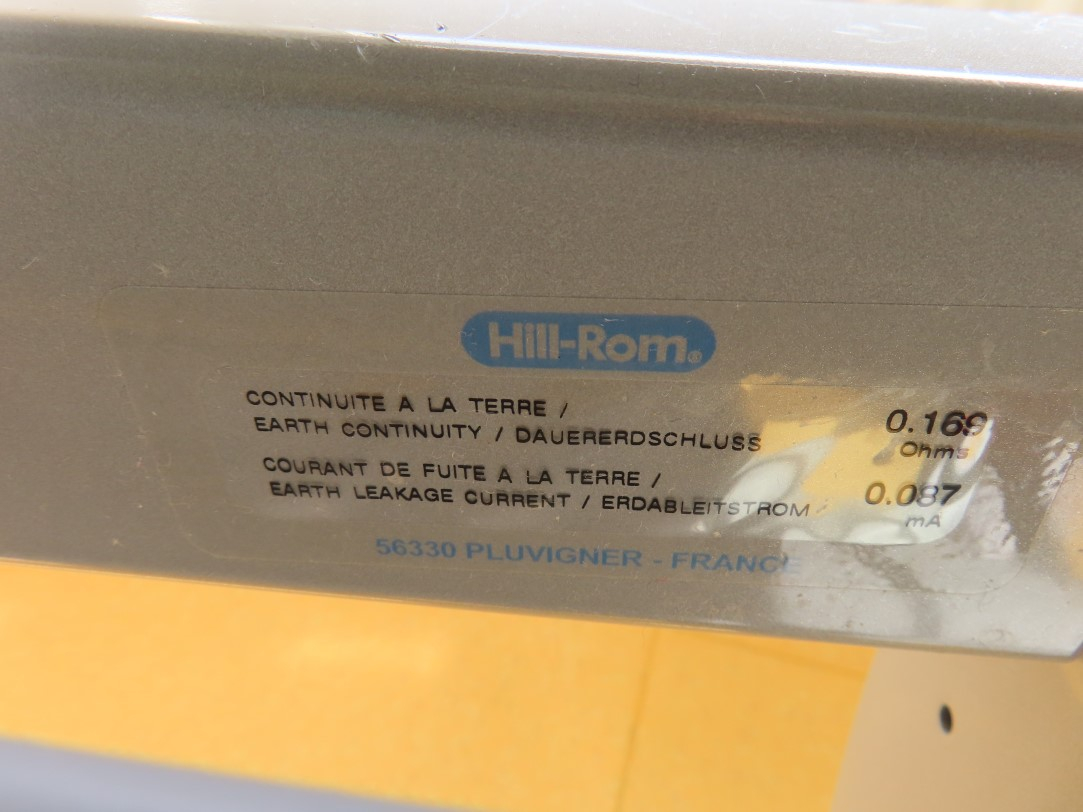 Hill-Rom®
CONTINUITE A LA TERRE /
EARTH CONTINUITY / DAUERERDSCHLUSS
0.169
Ohms
COURANT DE FUITE A LA TERRE /
EARTH LEAKAGE CURRENT / ERDABLEITSTROM
0.087
mA
56330 PLUVIGNER - FRANCE